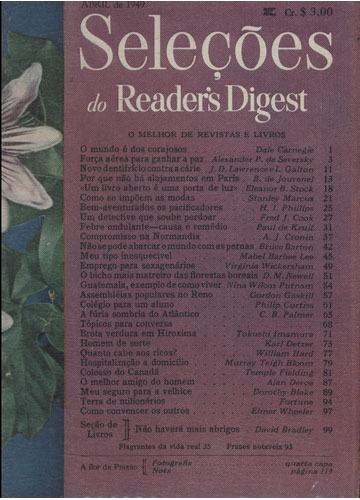 ABRIL de 1949
Cr. $ 3,00
Seleções
do Reader's Digest
O MELHOR DE REVISTAS E LIVROS
O mundo é dos corajosos . . . . Dale Carnegie 1
Força aérea para ganhar a paz . Alexander P. de Seversky 3
Novo dentifrício contra a cárie . J. D. Lawrence L. Galton 11
Por que não há alojamentos em Paris . B. de Jouvenel 13
«Um livro aberto é uma porta de luz» Eleanor B. Stock 18
Como se impõem as modas . . . . Stanley Marcus 21
Bem-aventurados os pacificadores . . H. I. Phillips 25
Um detective que soube perdoar . . Fred J. Cook 27
Febre ondulante—causa e remédio . Paul de Kruif 31
Compromisso na Normandia . . . A. J. Cronin 37
Não se pode abarcar o mundo com as pernas Bruce Barton 42
Meu tipo inesquecível . . . Mabel Barbee Lee 45
Emprego para sexagenários . Virginia Wickersham 49
O bicho mais matreiro das florestas boreais D. M. Newell 51
Guatemala, exemplo de como viver Nina Wilcox Putnam 54
Assembléias populares no Reno . . Gordon Gaskill 57
Colégio para um aluno . . . . Philip Curtiss 61
A fúria sombria do Atlântico . . . C. B. Palmer 65
Tópicos para conversa . . . . 68
Brota verdura em Hiroxima . . . Tokushi Imamura 71
Homem de sorte . . . . Karl Detzer 73
Quanto cabe aos ricos? . . . . William Hard 77
Hospitalização a domicílio . . Murray Teigh Bloom 79
Colosso do Canadá . . . . Temple Fielding 81
O melhor amigo do homem . . . Alan Devoe 87
Meu seguro para a velhice . . . Dorothy Blake 89
Terra de milionários . . . . Fortune 94
Como convencer os outros . . . Elmer Wheeler 97
Seção de Livros Não haverá mais abrigos . David Bradley 99
Flagrantes da vida real 35 Frases notáveis 93
A flor de Paixão Fotografia quarta capa
Nota página 119